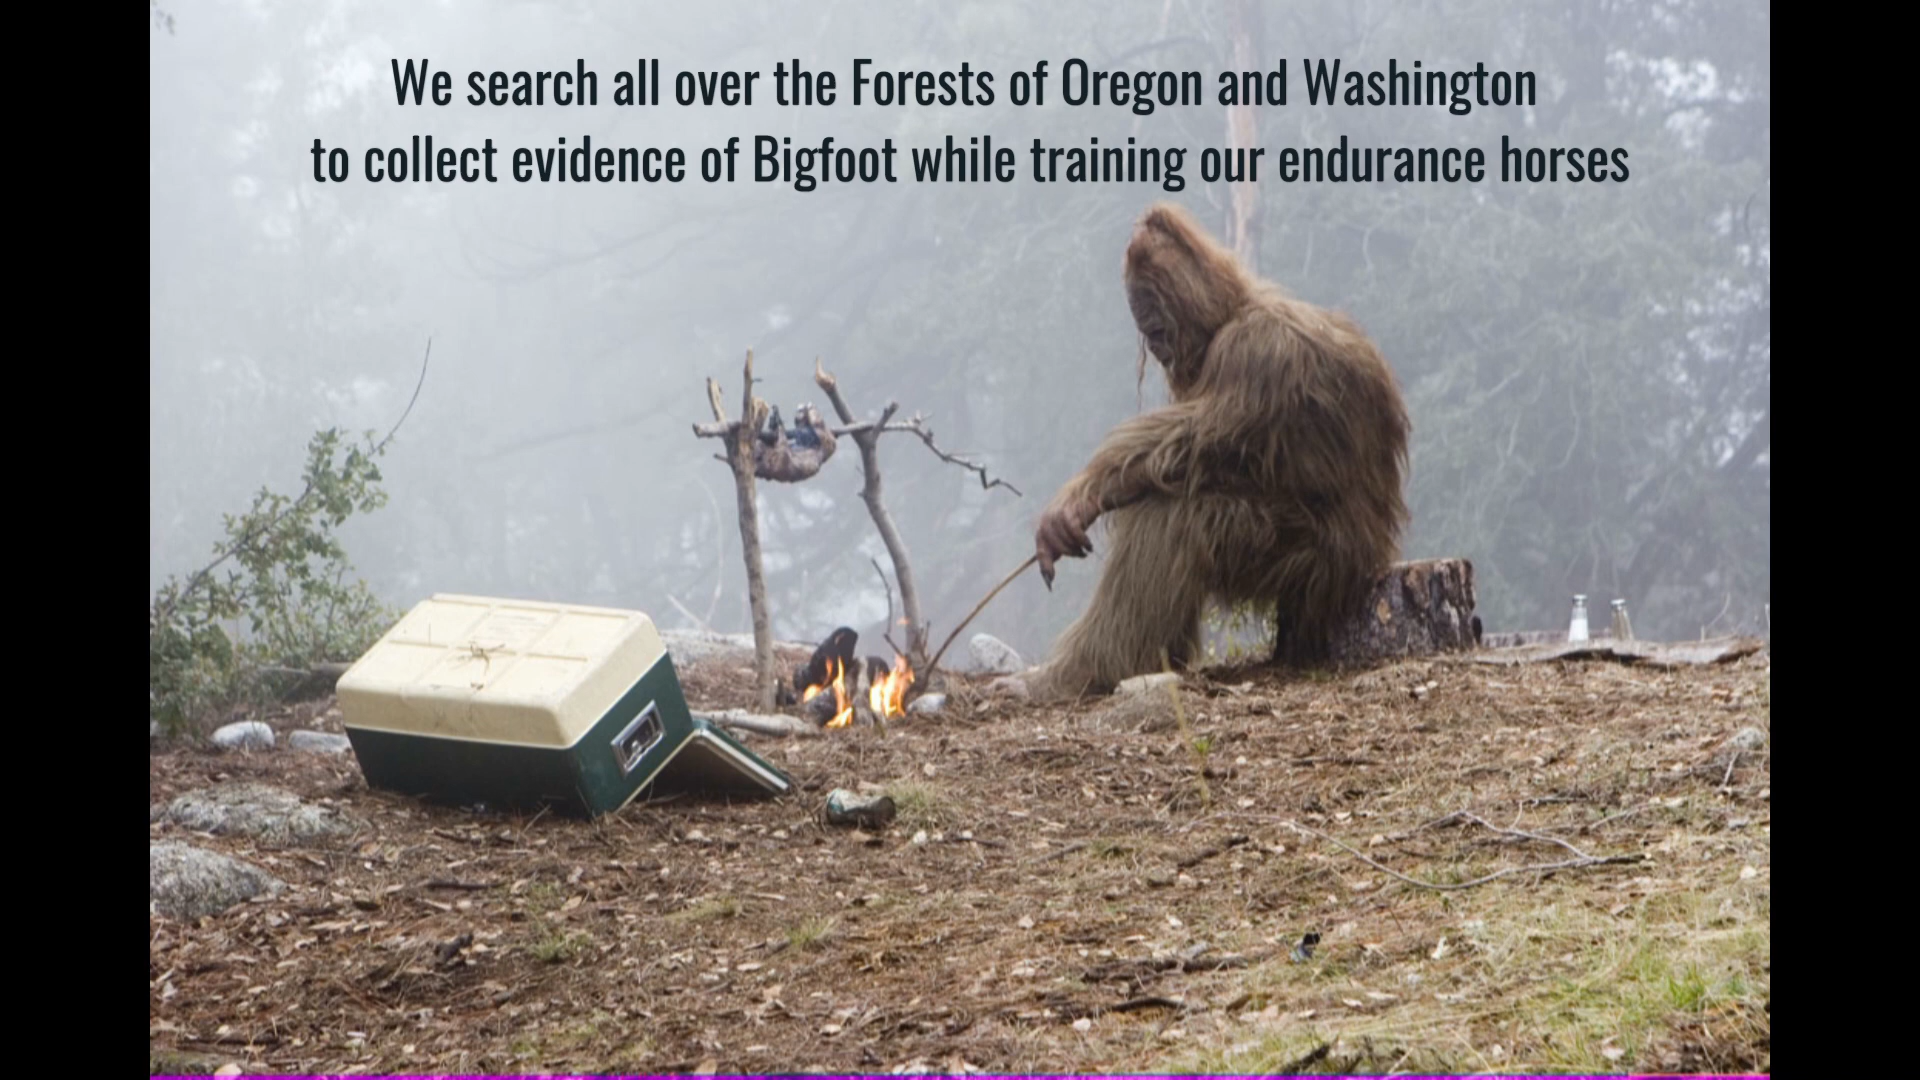 We search all over the Forests of Oregon and Washington
to collect evidence of Bigfoot while training our endurance horses